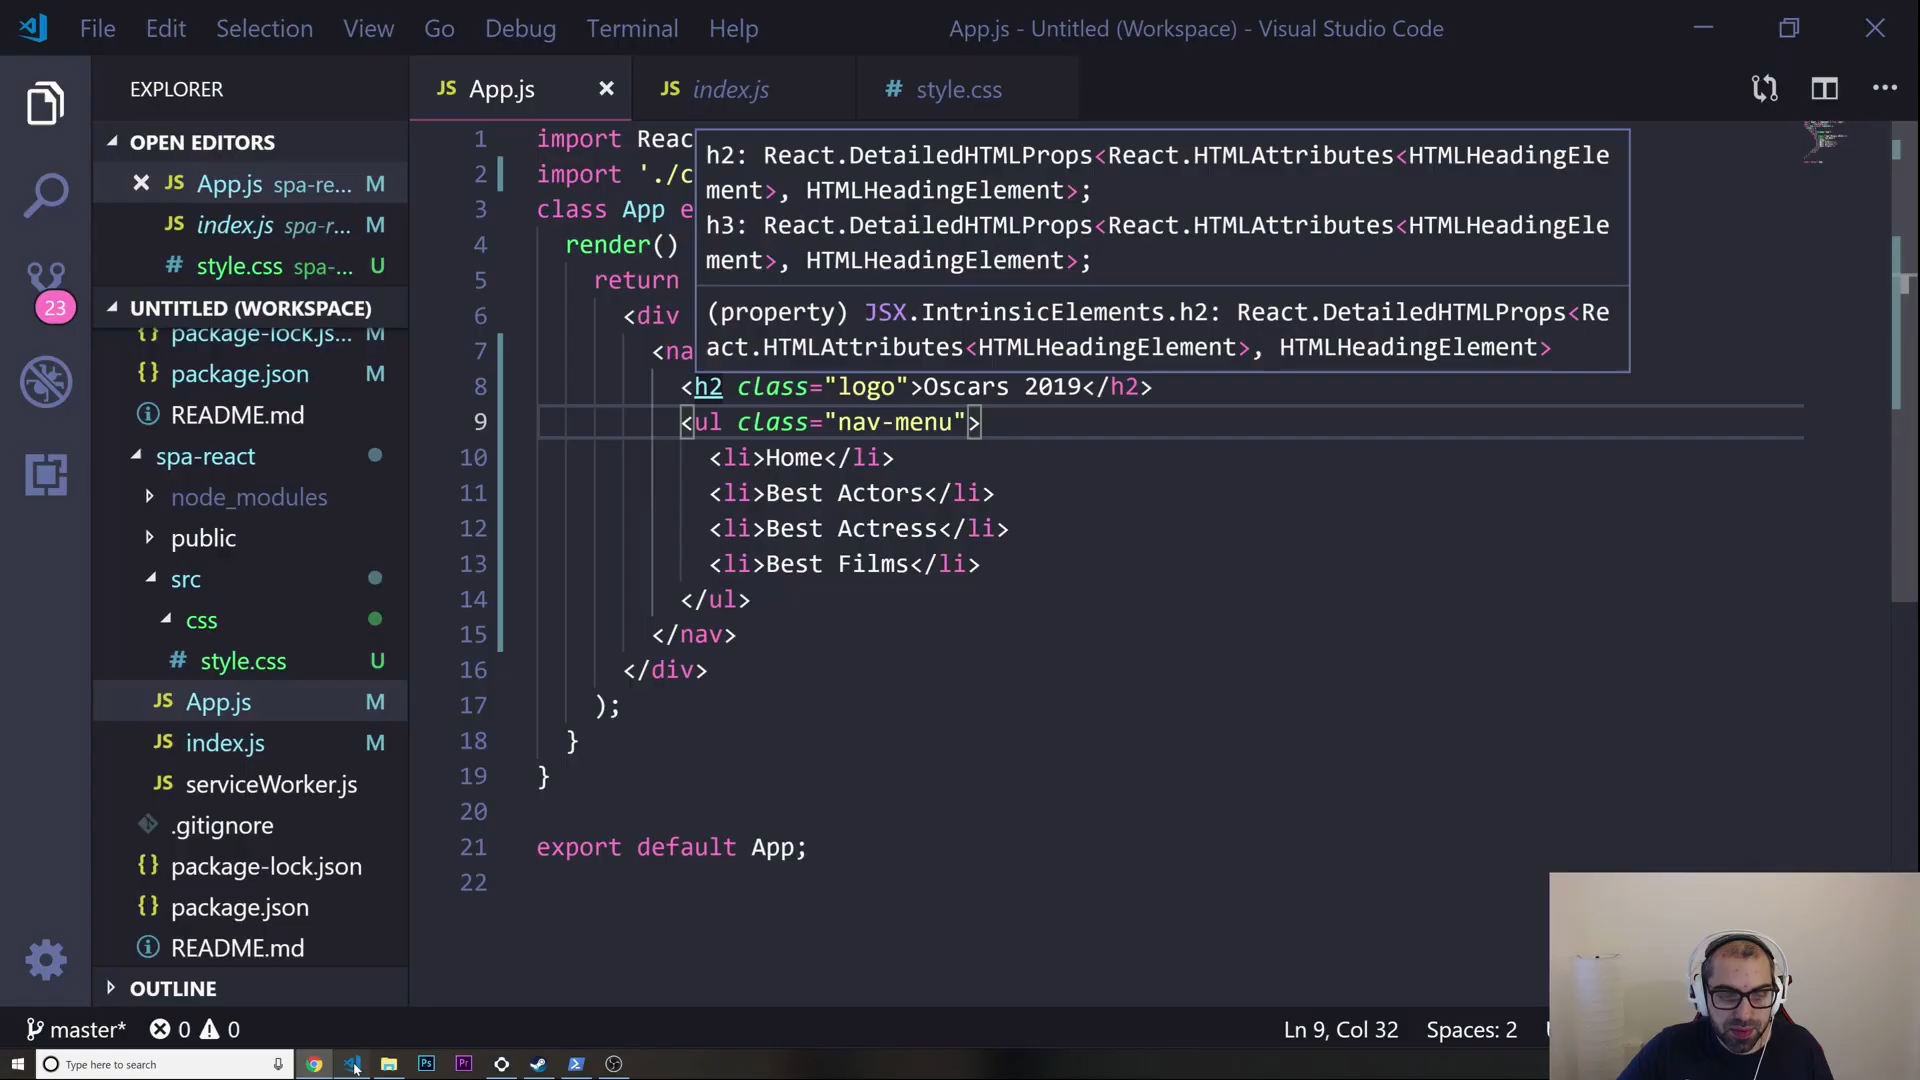 File Edit Selection View Go Debug Terminal Help
App.js - Untitled (Workspace) - Visual Studio Code
EXPLORER
OPEN EDITORS
JS App.js spa-re... M
JS index.js spa-r... M
# style.css spa-... U
UNTITLED (WORKSPACE)
{} package-lock.js... M
{} package.json M
README.md
spa-react
node_modules
public
src
css
# style.css U
JS App.js M
JS index.js M
JS serviceWorker.js
.gitignore
{} package-lock.json
{} package.json
README.md
OUTLINE
23
JS App.js
JS index.js
# style.css
1 import Reac
2 import './c
3 class App e
4 render()
5 return
6 <div
7 <na
8 <h2 class="logo">Oscars 2019</h2>
9 <ul class="nav-menu">
10 <li>Home</li>
11 <li>Best Actors</li>
12 <li>Best Actress</li>
13 <li>Best Films</li>
14 </ul>
15 </nav>
16 </div>
17 );
18 }
19 }
20
21 export default App;
22
h2: React.DetailedHTMLProps<React.HTMLAttributes<HTMLHeadingEle
ment>, HTMLHeadingElement>;
h3: React.DetailedHTMLProps<React.HTMLAttributes<HTMLHeadingEle
ment>, HTMLHeadingElement>;
(property) JSX.IntrinsicElements.h2: React.DetailedHTMLProps<Re
act.HTMLAttributes<HTMLHeadingElement>, HTMLHeadingElement>
master* 0 0
Ln 9, Col 32 Spaces: 2
Type here to search
Ps
Pr